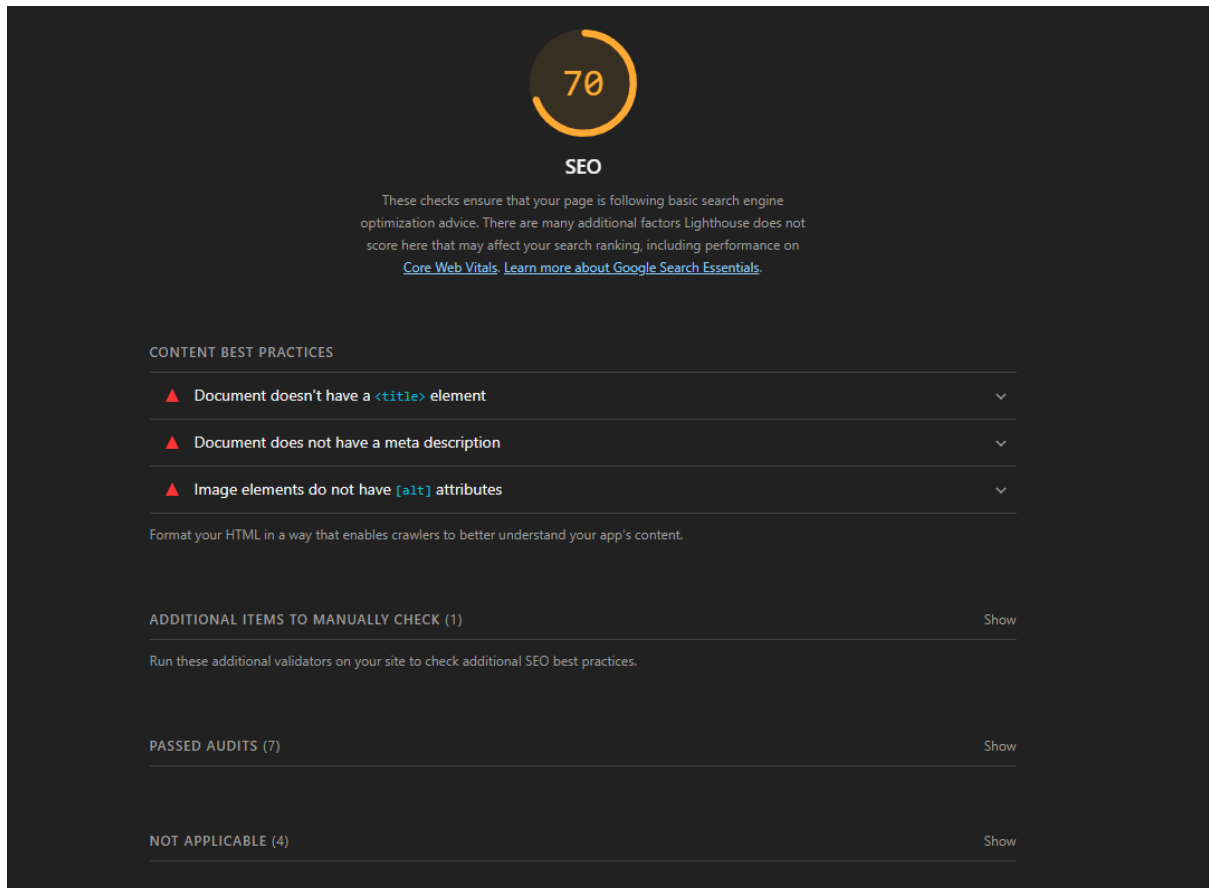 70
SEO
These checks ensure that your page is following basic search engine
optimization advice. There are many additional factors Lighthouse does not
score here that may affect your search ranking, including performance on
Core Web Vitals. Learn more about Google Search Essentials.
CONTENT BEST PRACTICES
Document doesn't have a <title> element
Document does not have a meta description
Image elements do not have [alt] attributes
Format your HTML in a way that enables crawlers to better understand your app's content.
ADDITIONAL ITEMS TO MANUALLY CHECK (1) Show
Run these additional validators on your site to check additional SEO best practices.
PASSED AUDITS (7) Show
NOT APPLICABLE (4) Show